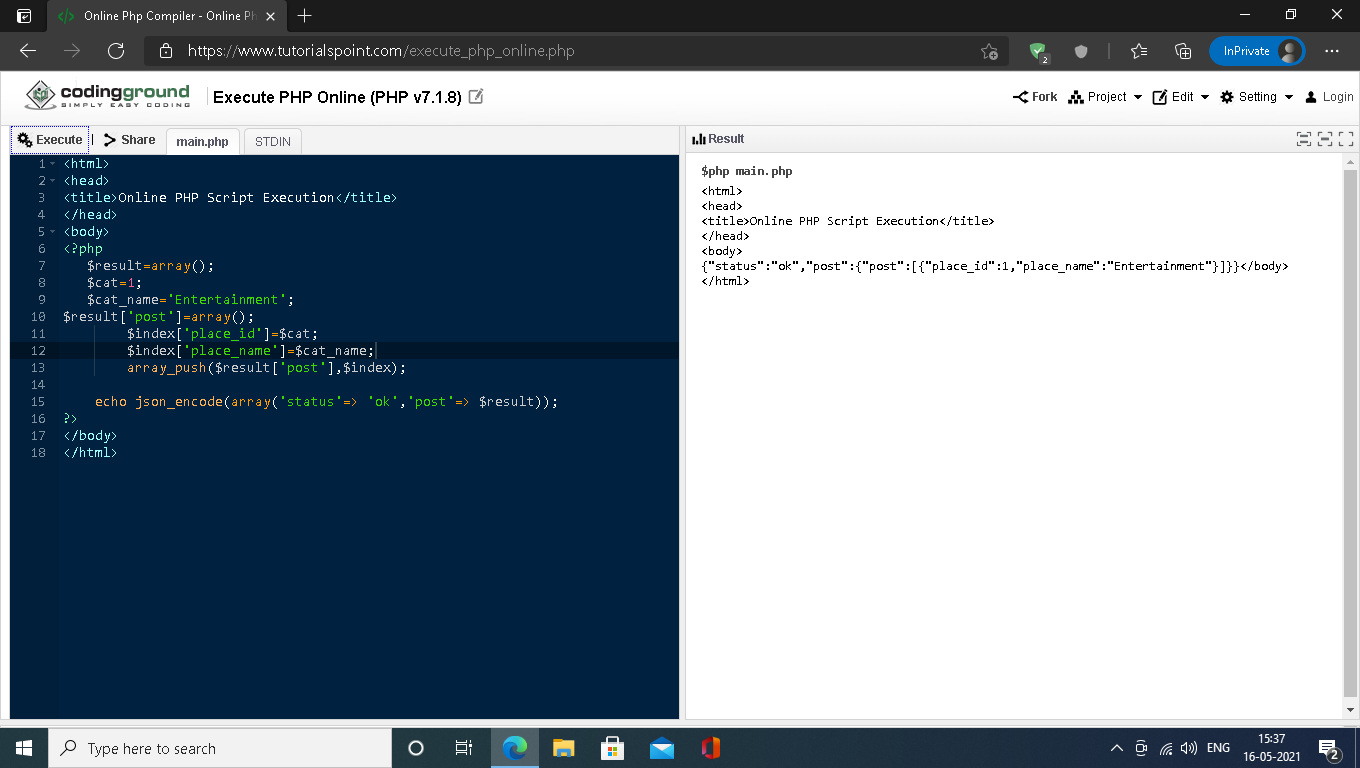 Online Php Compiler - Online Ph
https://www.tutorialspoint.com/execute_php_online.php
2
InPrivate
codingground
SIMPLY EASY CODING
Execute PHP Online (PHP v7.1.8)
Fork Project Edit Setting Login
Execute | Share main.php STDIN
Result
1 <html>
2 <head>
3 <title>Online PHP Script Execution</title>
4 </head>
5 <body>
6 <?php
7 $result=array();
8 $cat=1;
9 $cat_name='Entertainment';
10 $result['post']=array();
11 $index['place_id']=$cat;
12 $index['place_name']=$cat_name;
13 array_push($result['post'],$index);
14
15 echo json_encode(array('status'=> 'ok','post'=> $result));
16 ?>
17 </body>
18 </html>
$php main.php
<html>
<head>
<title>Online PHP Script Execution</title>
</head>
<body>
{"status":"ok","post":{"post":[{"place_id":1,"place_name":"Entertainment"}]}}</body>
</html>
Type here to search
ENG
15:37
16-05-2021
2